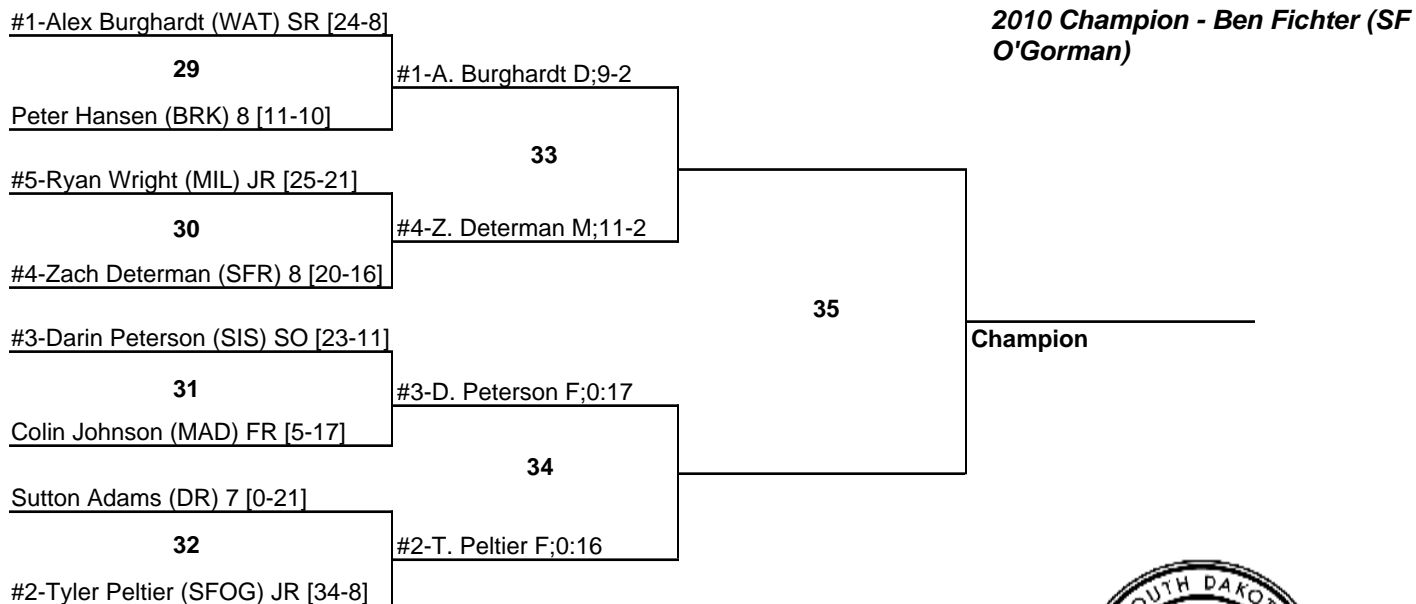 #1-Alex Burghardt (WAT) SR [24-8]
2010 Champion - Ben Fichter (SF
O'Gorman)
29
#1-A. Burghardt D;9-2
Peter Hansen (BRK) 8 [11-10]
33
#5-Ryan Wright (MIL) JR [25-21]
30
#4-Z. Determan M;11-2
#4-Zach Determan (SFR) 8 [20-16]
35
#3-Darin Peterson (SIS) SO [23-11]
Champion
31
#3-D. Peterson F;0:17
Colin Johnson (MAD) FR [5-17]
34
Sutton Adams (DR) 7 [0-21]
32
#2-T. Peltier F;0:16
#2-Tyler Peltier (SFOG) JR [34-8]